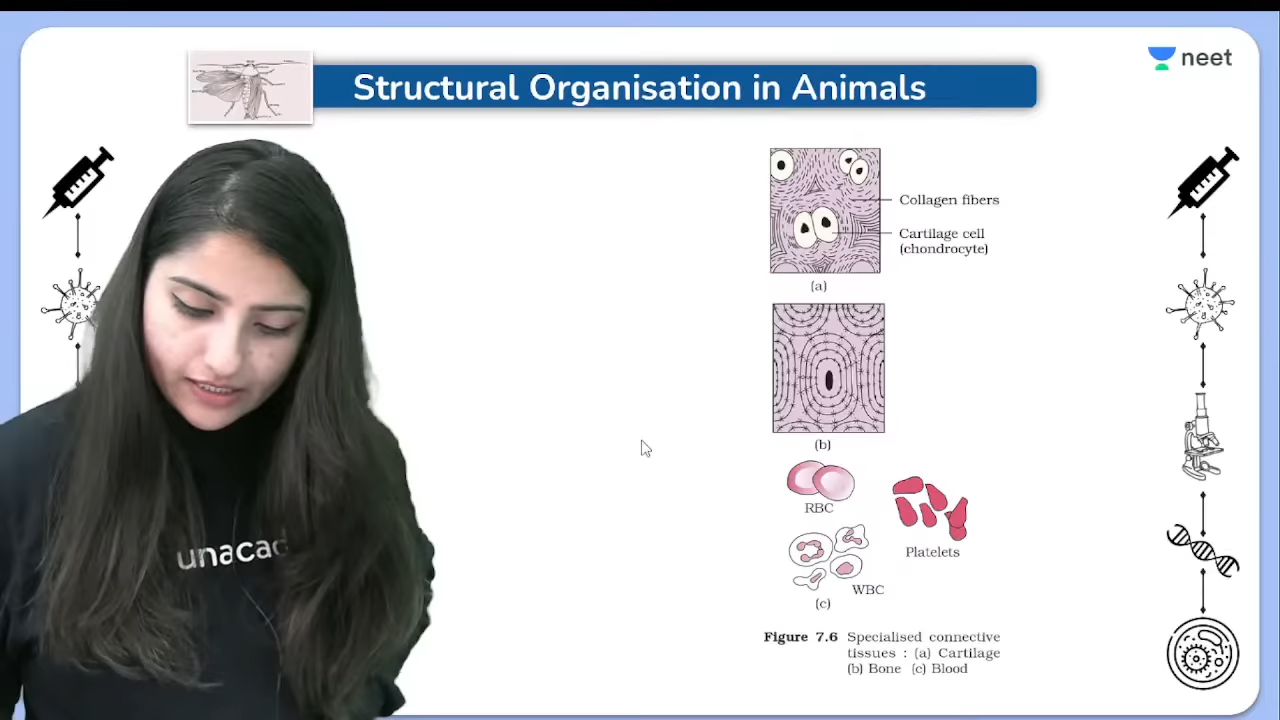 Structural Organisation in Animals
neet
Collagen fibers
Cartilage cell
(chondrocyte)
(a)
(b)
RBC
Platelets
WBC
(c)
unacad
Figure 7.6 Specialised connective
tissues : (a) Cartilage
(b) Bone (c) Blood